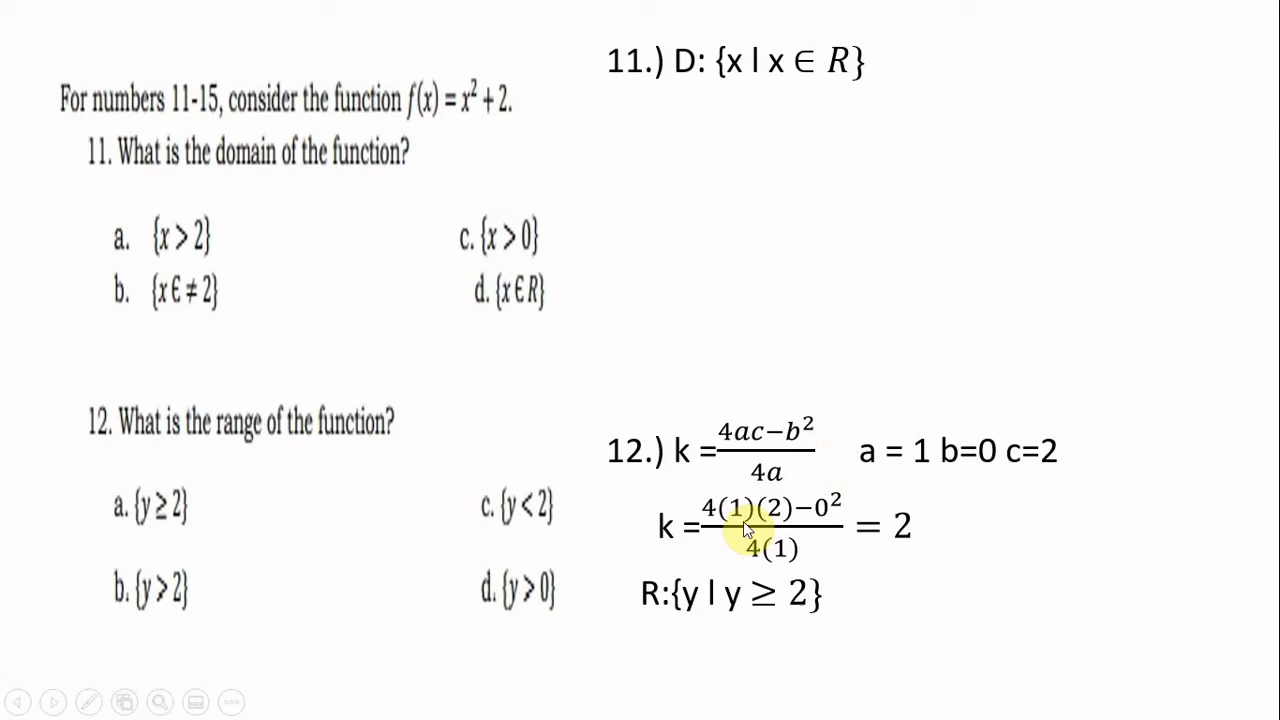 For numbers 11-15, consider the function f(x) = x² + 2.
11. What is the domain of the function?
a. {x > 2}
c. {x > 0}
b. {x Є ≠ 2}
d. {x Є R}
12. What is the range of the function?
a. {y ≥ 2}
c. {y < 2}
b. {y > 2}
d. {y > 0}
11.) D: {x l x ∈ R}
12.) k = (4ac−b²)/(4a) a = 1 b=0 c=2
k = (4(1)(2)−0²)/(4(1)) = 2
R:{y l y ≥ 2}